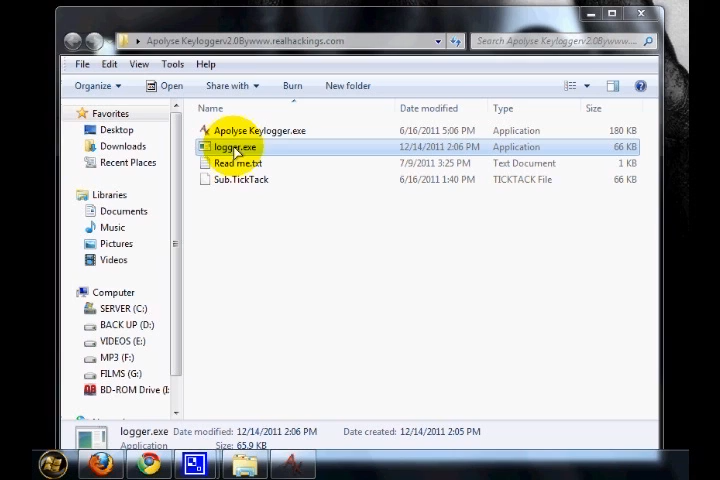 Apolyse Keyloggerv2.0Bywww.realhackings.com
Search Apolyse Keyloggerv2.0Bywww....
File Edit View Tools Help
Organize Open Share with Burn New folder
Name Date modified Type Size
Favorites
Desktop
Downloads
Recent Places
Libraries
Documents
Music
Pictures
Videos
Computer
SERVER (C:)
BACK UP (D:)
VIDEOS (E:)
MP3 (F:)
FILMS (G:)
BD-ROM Drive (I:
Apolyse Keylogger.exe 6/16/2011 5:06 PM Application 180 KB
logger.exe 12/14/2011 2:06 PM Application 66 KB
Read me.txt 7/9/2011 3:25 PM Text Document 1 KB
Sub.TickTack 6/16/2011 1:40 PM TICKTACK File 66 KB
logger.exe Date modified: 12/14/2011 2:06 PM Date created: 12/14/2011 2:05 PM
Application Size: 65.9 KB